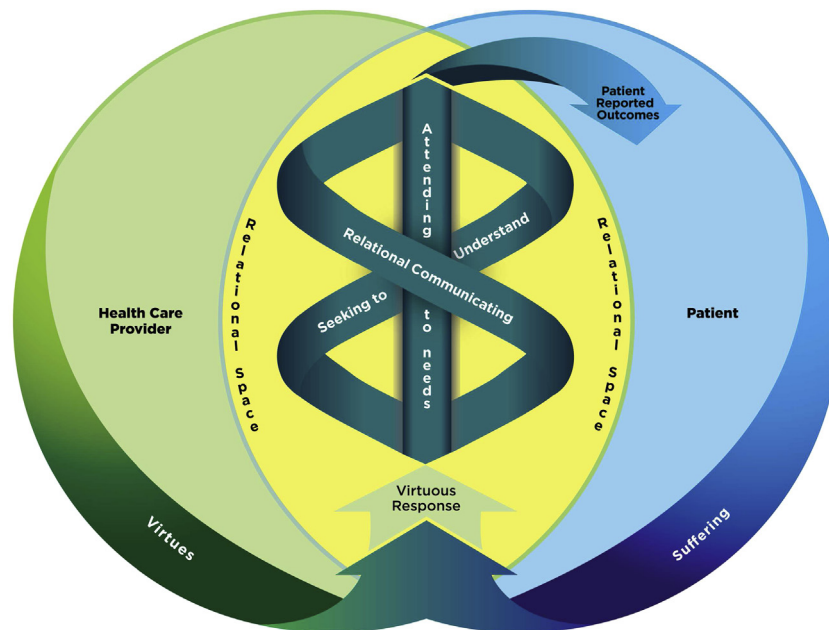 Patient
Reported
Outcomes
Attending
to needs
Relational Communicating
Seeking to
Understand
Relational Space
Relational Space
Health Care
Provider
Patient
Virtuous
Response
Virtues
Suffering